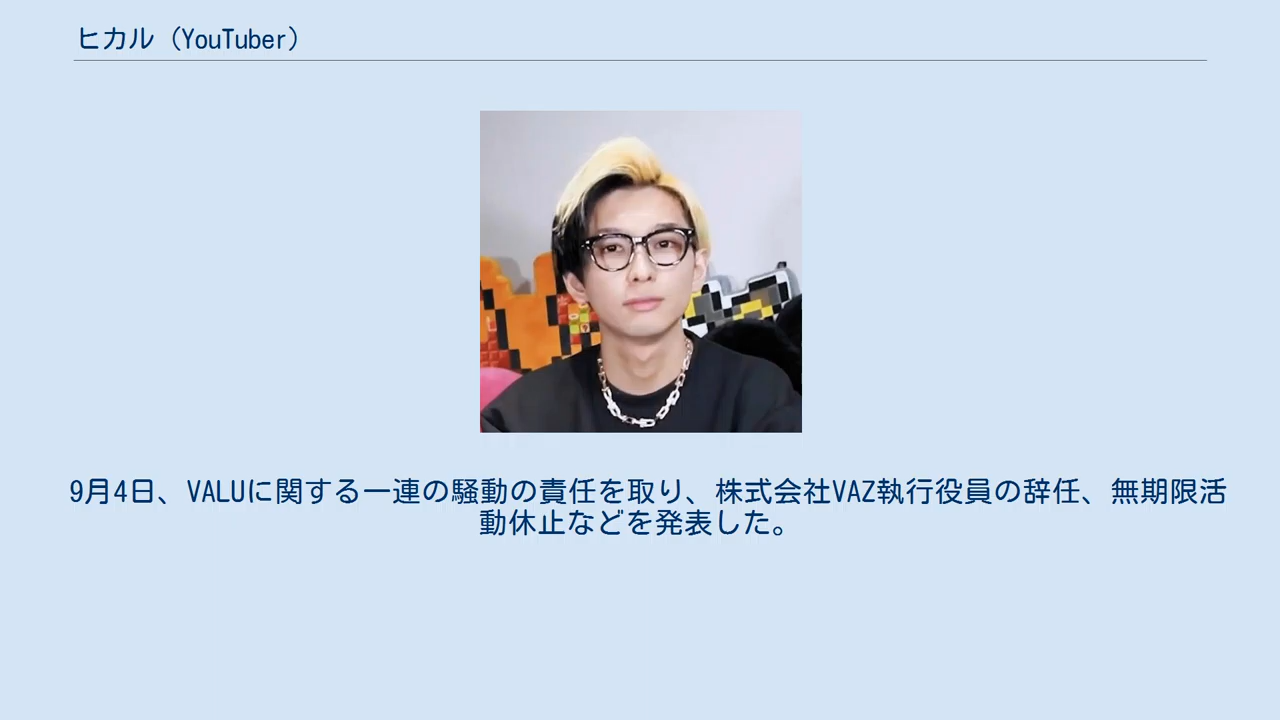 ヒカル（YouTuber）
9月4日、VALUに関する一連の騒動の責任を取り、株式会社VAZ執行役員の辞任、無期限活
動休止などを発表した。